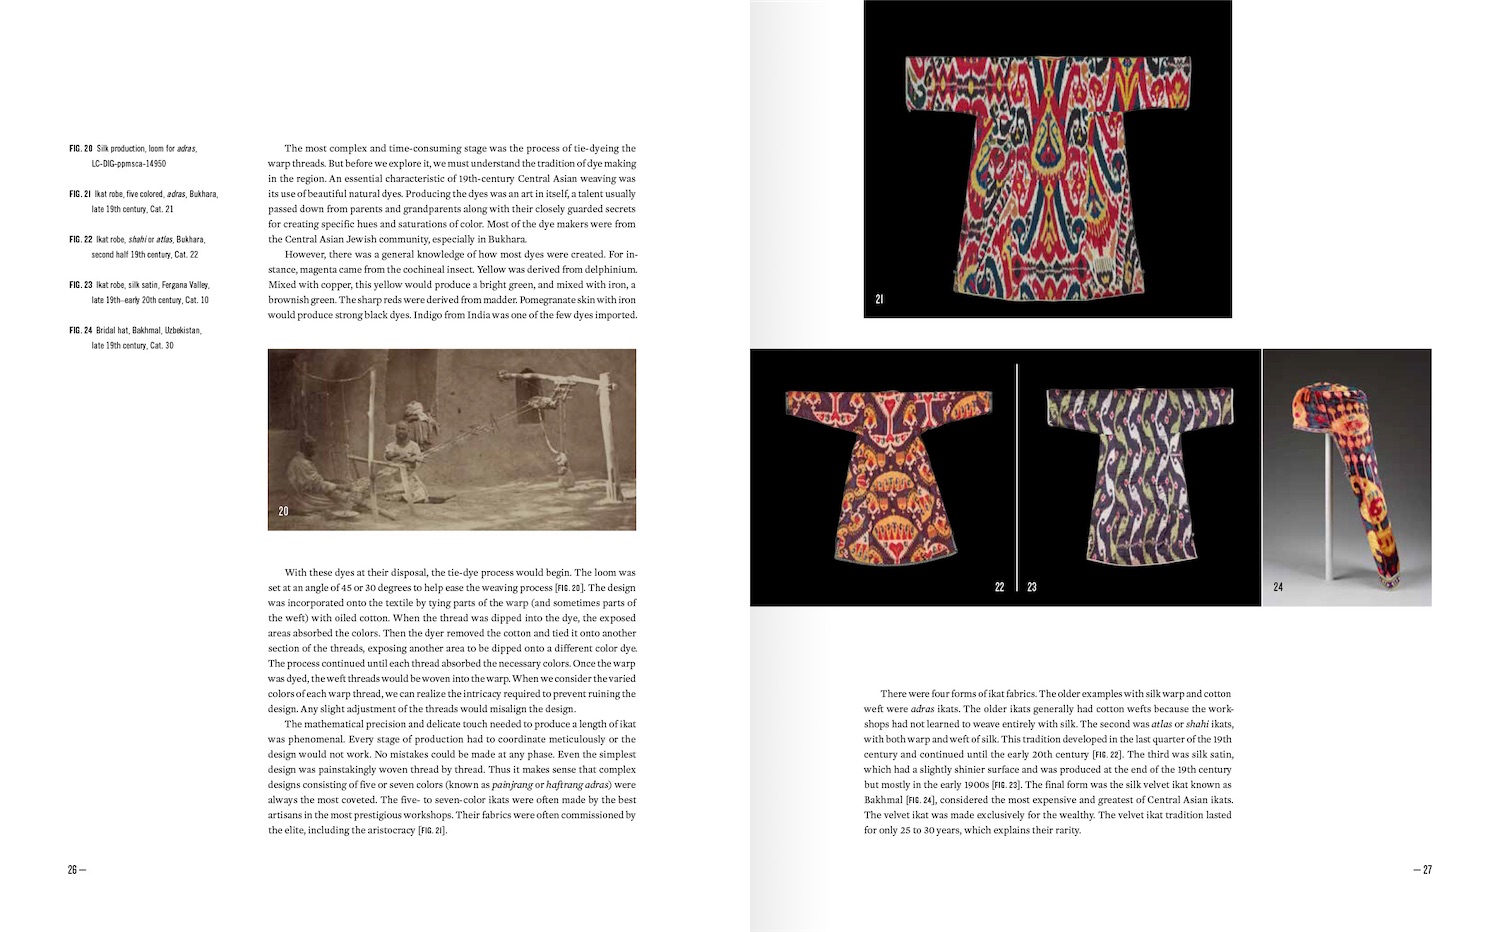 FIG. 20 Silk production, loom for adras,
LC-DIG-ppmsca-14950
FIG. 21 Ikat robe, five colored, adras, Bukhara,
late 19th century, Cat. 21
FIG. 22 Ikat robe, shahi or atlas, Bukhara,
second half 19th century, Cat. 22
FIG. 23 Ikat robe, silk satin, Fergana Valley,
late 19th–early 20th century, Cat. 10
FIG. 24 Bridal hat, Bakhmal, Uzbekistan,
late 19th century, Cat. 30
The most complex and time-consuming stage was the process of tie-dyeing the
warp threads. But before we explore it, we must understand the tradition of dye making
in the region. An essential characteristic of 19th-century Central Asian weaving was
its use of beautiful natural dyes. Producing the dyes was an art in itself, a talent usually
passed down from parents and grandparents along with their closely guarded secrets
for creating specific hues and saturations of color. Most of the dye makers were from
the Central Asian Jewish community, especially in Bukhara.
However, there was a general knowledge of how most dyes were created. For in-
stance, magenta came from the cochineal insect. Yellow was derived from delphinium.
Mixed with copper, this yellow would produce a bright green, and mixed with iron, a
brownish green. The sharp reds were derived from madder. Pomegranate skin with iron
would produce strong black dyes. Indigo from India was one of the few dyes imported.
20
With these dyes at their disposal, the tie-dye process would begin. The loom was
set at an angle of 45 or 30 degrees to help ease the weaving process [FIG. 20]. The design
was incorporated onto the textile by tying parts of the warp (and sometimes parts of
the weft) with oiled cotton. When the thread was dipped into the dye, the exposed
areas absorbed the colors. Then the dyer removed the cotton and tied it onto another
section of the threads, exposing another area to be dipped onto a different color dye.
The process continued until each thread absorbed the necessary colors. Once the warp
was dyed, the weft threads would be woven into the warp. When we consider the varied
colors of each warp thread, we can realize the intricacy required to prevent ruining the
design. Any slight adjustment of the threads would misalign the design.
The mathematical precision and delicate touch needed to produce a length of ikat
was phenomenal. Every stage of production had to coordinate meticulously or the
design would not work. No mistakes could be made at any phase. Even the simplest
design was painstakingly woven thread by thread. Thus it makes sense that complex
designs consisting of five or seven colors (known as painjrang or haftrang adras) were
always the most coveted. The five- to seven-color ikats were often made by the best
artisans in the most prestigious workshops. Their fabrics were often commissioned by
the elite, including the aristocracy [FIG. 21].
26 —
21
22
23
24
There were four forms of ikat fabrics. The older examples with silk warp and cotton
weft were adras ikats. The older ikats generally had cotton wefts because the work-
shops had not learned to weave entirely with silk. The second was atlas or shahi ikats,
with both warp and weft of silk. This tradition developed in the last quarter of the 19th
century and continued until the early 20th century [FIG. 22]. The third was silk satin,
which had a slightly shinier surface and was produced at the end of the 19th century
but mostly in the early 1900s [FIG. 23]. The final form was the silk velvet ikat known as
Bakhmal [FIG. 24], considered the most expensive and greatest of Central Asian ikats.
The velvet ikat was made exclusively for the wealthy. The velvet ikat tradition lasted
for only 25 to 30 years, which explains their rarity.
— 27